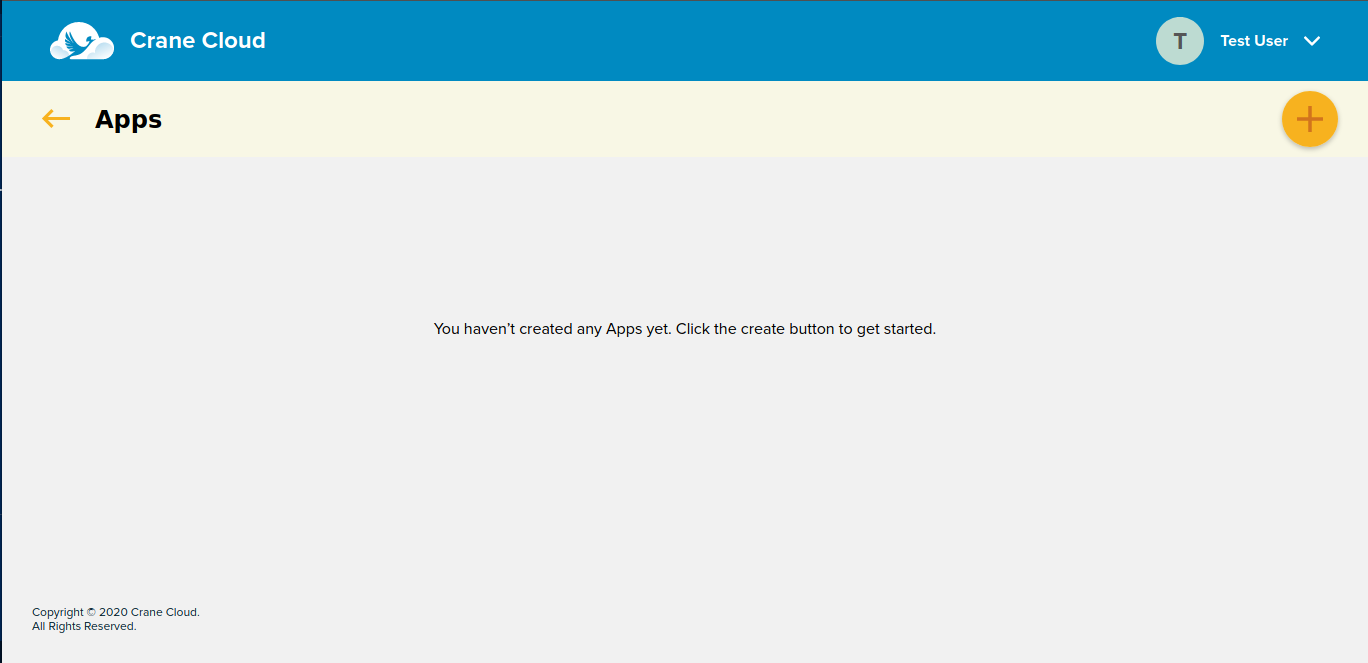 Crane Cloud
T Test User
Apps
You haven’t created any Apps yet. Click the create button to get started.
Copyright © 2020 Crane Cloud.
All Rights Reserved.